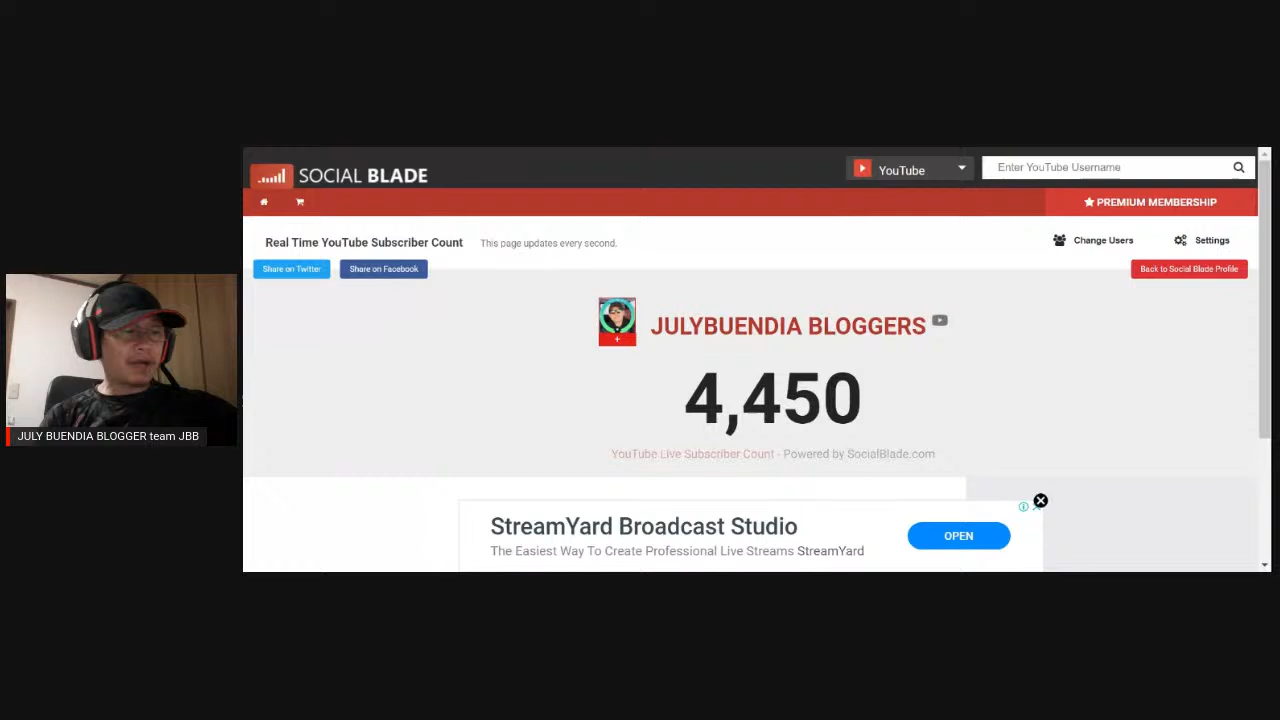 SOCIAL BLADE
YouTube
Enter YouTube Username
PREMIUM MEMBERSHIP
Real Time YouTube Subscriber Count This page updates every second.
Change Users
Settings
Share on Twitter
Share on Facebook
Back to Social Blade Profile
JULYBUENDIA BLOGGERS
4,450
YouTube Live Subscriber Count - Powered by SocialBlade.com
StreamYard Broadcast Studio
The Easiest Way To Create Professional Live Streams StreamYard
OPEN
JULY BUENDIA BLOGGER team JBB